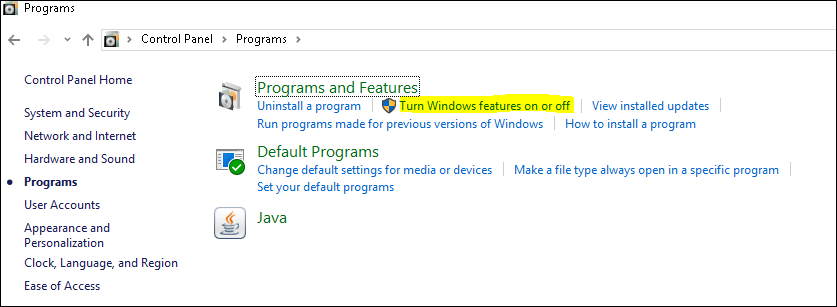 Programs
Control Panel Programs
Control Panel Home
System and Security
Network and Internet
Hardware and Sound
Programs
User Accounts
Appearance and
Personalization
Clock, Language, and Region
Ease of Access
Programs and Features
Uninstall a program Turn Windows features on or off View installed updates
Run programs made for previous versions of Windows How to install a program
Default Programs
Change default settings for media or devices Make a file type always open in a specific program
Set your default programs
Java